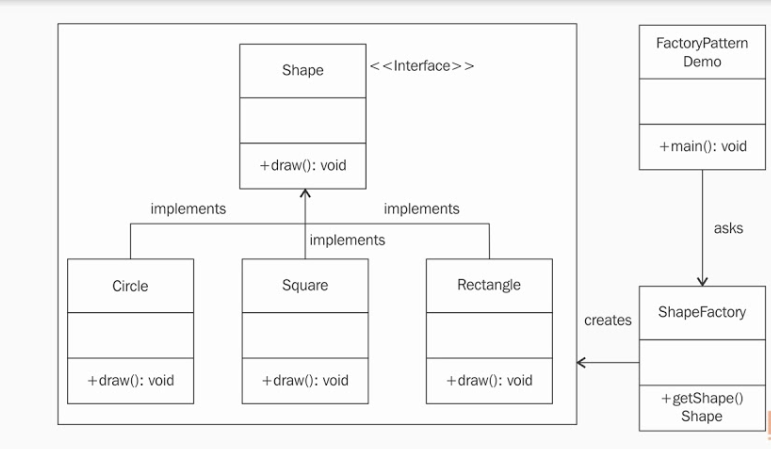 Shape
<<Interface>>
+draw(): void
implements
implements
implements
Circle
+draw(): void
Square
+draw(): void
Rectangle
+draw(): void
FactoryPattern
Demo
+main(): void
asks
creates
ShapeFactory
+getShape()
Shape